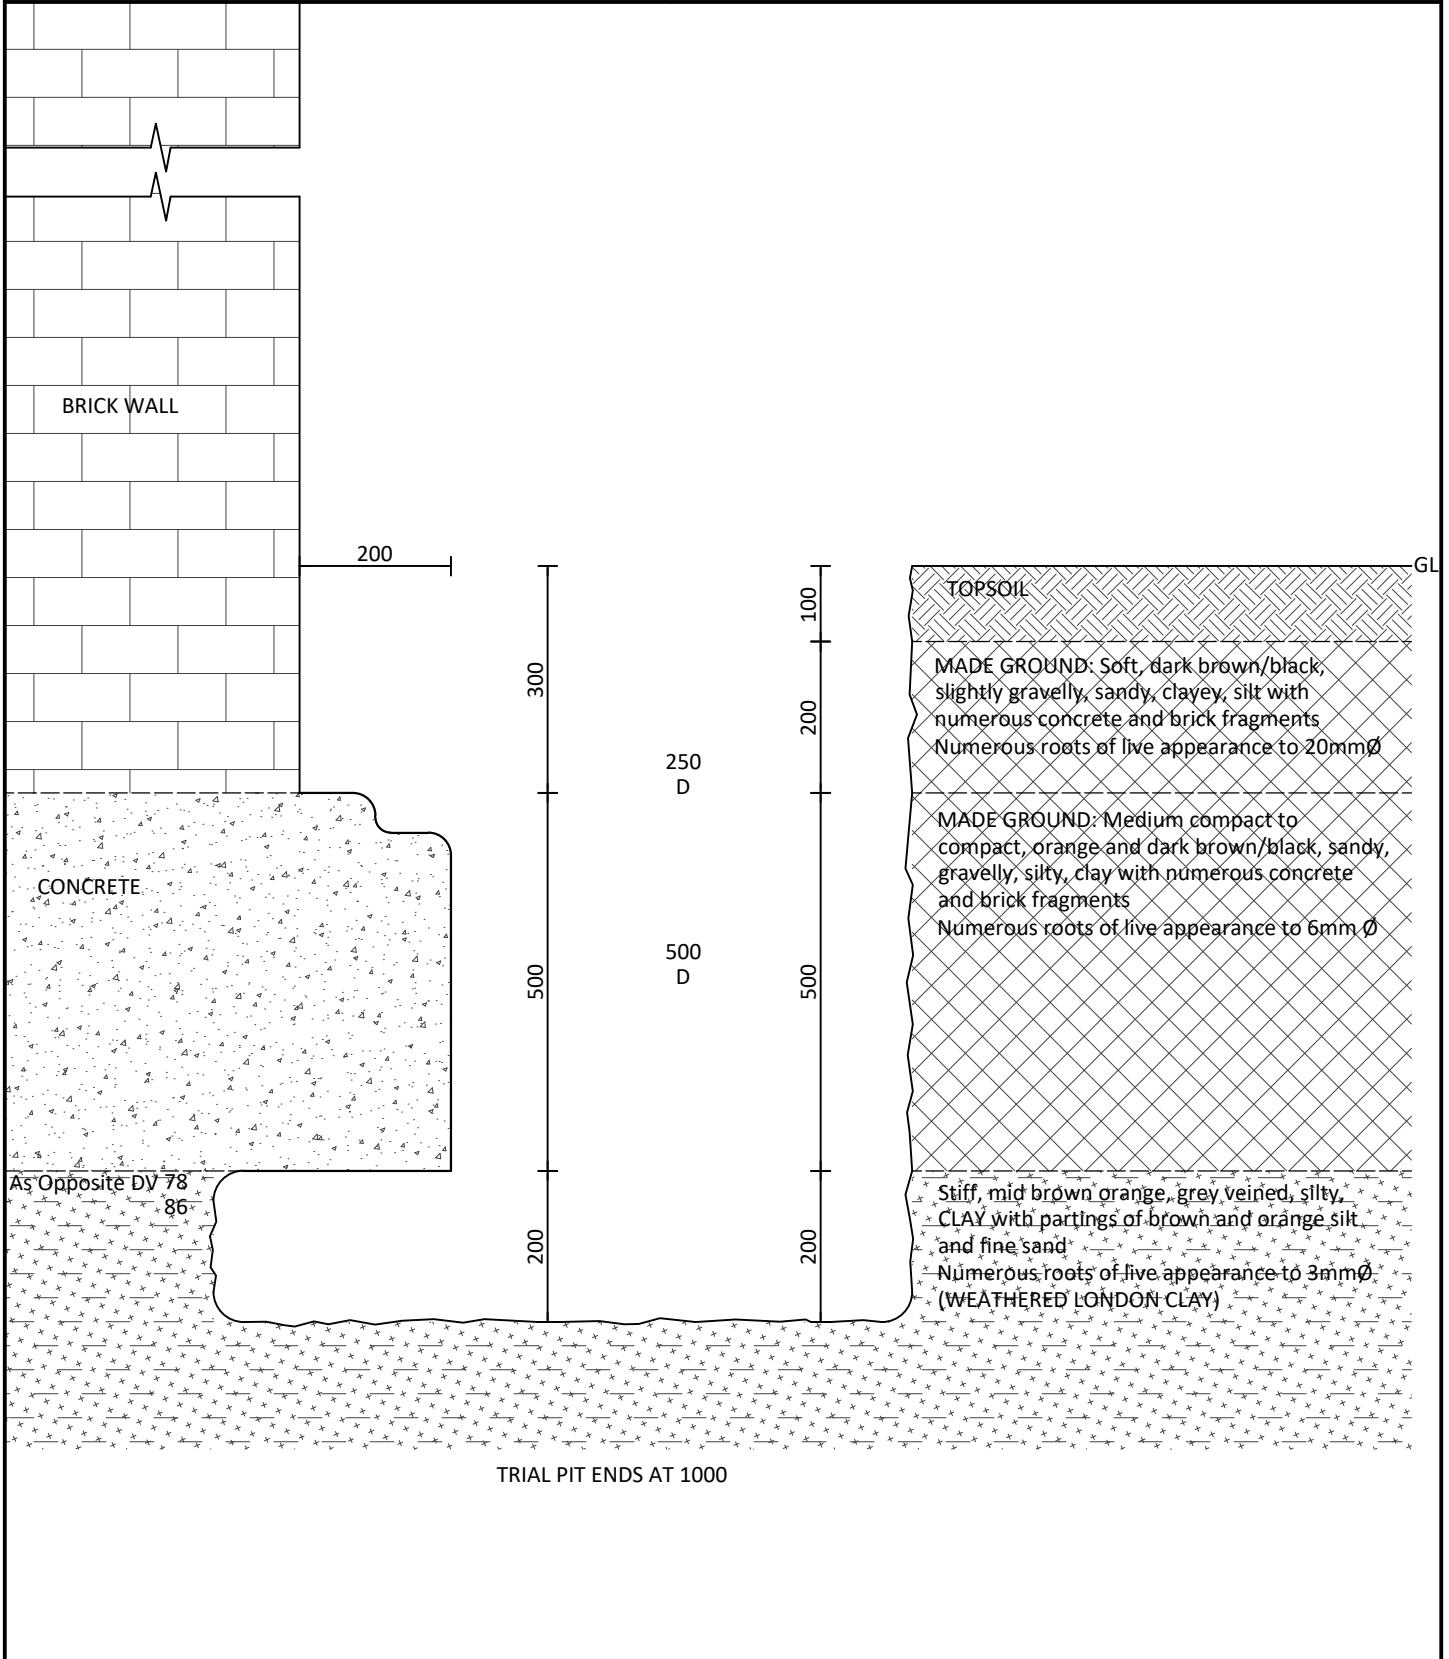 BRICK WALL
200
GL
TOPSOIL
100
300
MADE GROUND: Soft, dark brown/black,
slightly gravelly, sandy, clayey, silt with
numerous concrete and brick fragments
Numerous roots of live appearance to 20mmØ
200
250
D
MADE GROUND: Medium compact to
compact, orange and dark brown/black, sandy,
gravelly, silty, clay with numerous concrete
and brick fragments
Numerous roots of live appearance to 6mm Ø
CONCRETE
500
D
500
500
As Opposite DV 78
86
Stiff, mid brown orange, grey veined, silty,
CLAY with partings of brown and orange silt
and fine sand
Numerous roots of live appearance to 3mmØ
(WEATHERED LONDON CLAY)
200
200
TRIAL PIT ENDS AT 1000